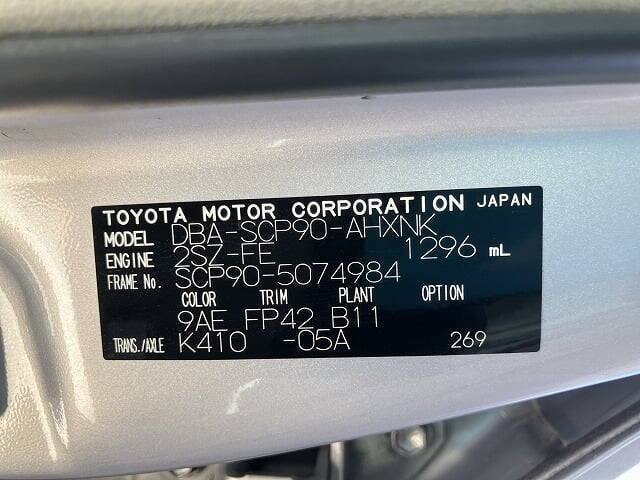 TOYOTA MOTOR CORPORATION JAPAN
MODEL DBA-SCP90-AHXNK
ENGINE 2SZ-FE 1296 mL
FRAME No. SCP90-5074984
COLOR TRIM PLANT OPTION
9AE FP42 B11
TRANS./AXLE K410 -05A 269